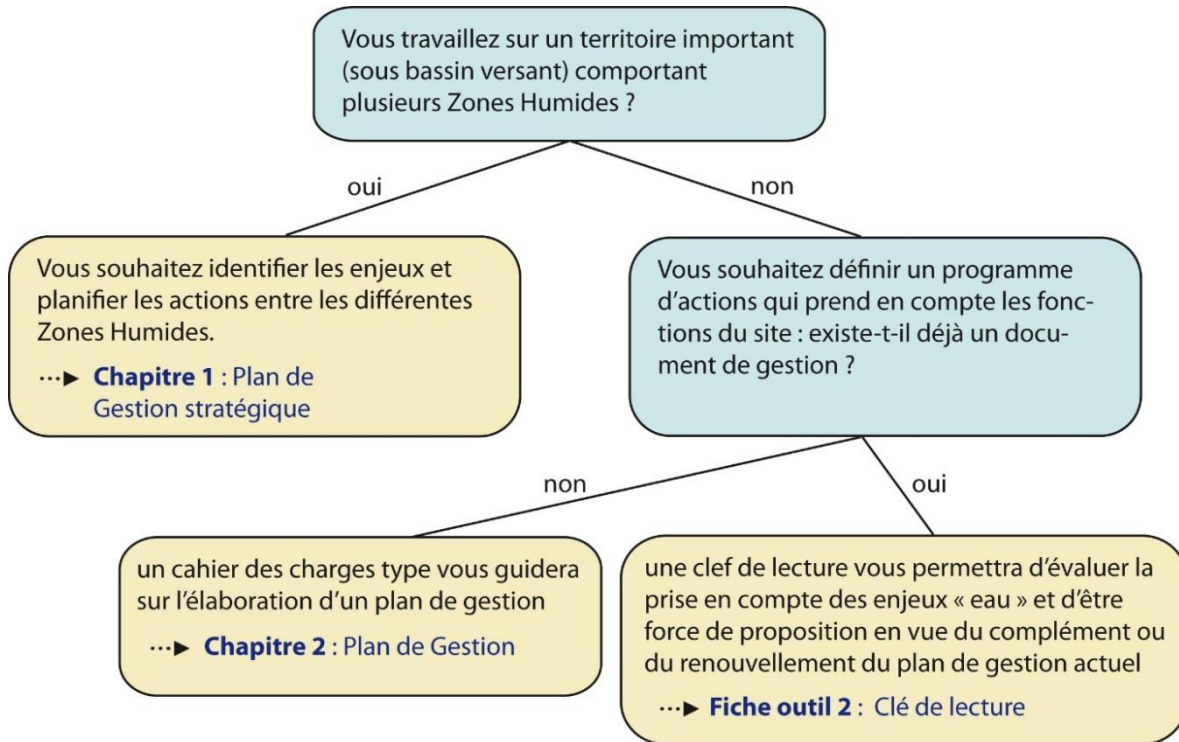 Vous travaillez sur un territoire important
(sous bassin versant) comportant
plusieurs Zones Humides ?
oui
non
Vous souhaitez identifier les enjeux et
planifier les actions entre les différentes
Zones Humides.
···► Chapitre 1 : Plan de
Gestion stratégique
Vous souhaitez définir un programme
d’actions qui prend en compte les fonc-
tions du site : existe-t-il déjà un docu-
ment de gestion ?
non
oui
un cahier des charges type vous guidera
sur l’élaboration d’un plan de gestion
···► Chapitre 2 : Plan de Gestion
une clef de lecture vous permettra d’évaluer la
prise en compte des enjeux « eau » et d’être
force de proposition en vue du complément ou
du renouvellement du plan de gestion actuel
···► Fiche outil 2 : Clé de lecture